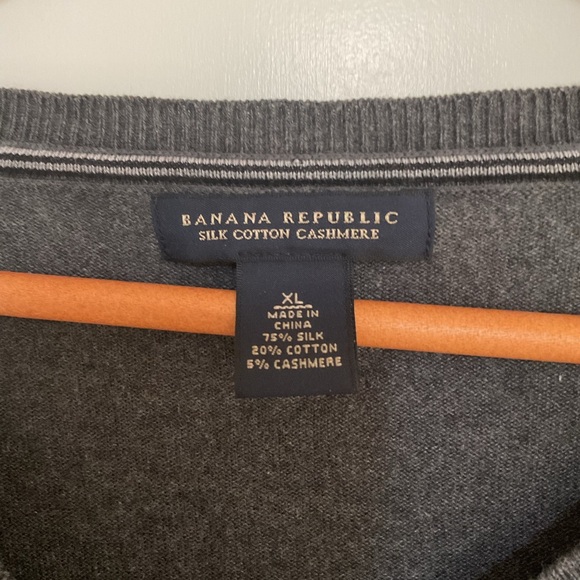 BANANA REPUBLIC
SILK COTTON CASHMERE
XL
MADE IN
CHINA
75% SILK
20% COTTON
5% CASHMERE